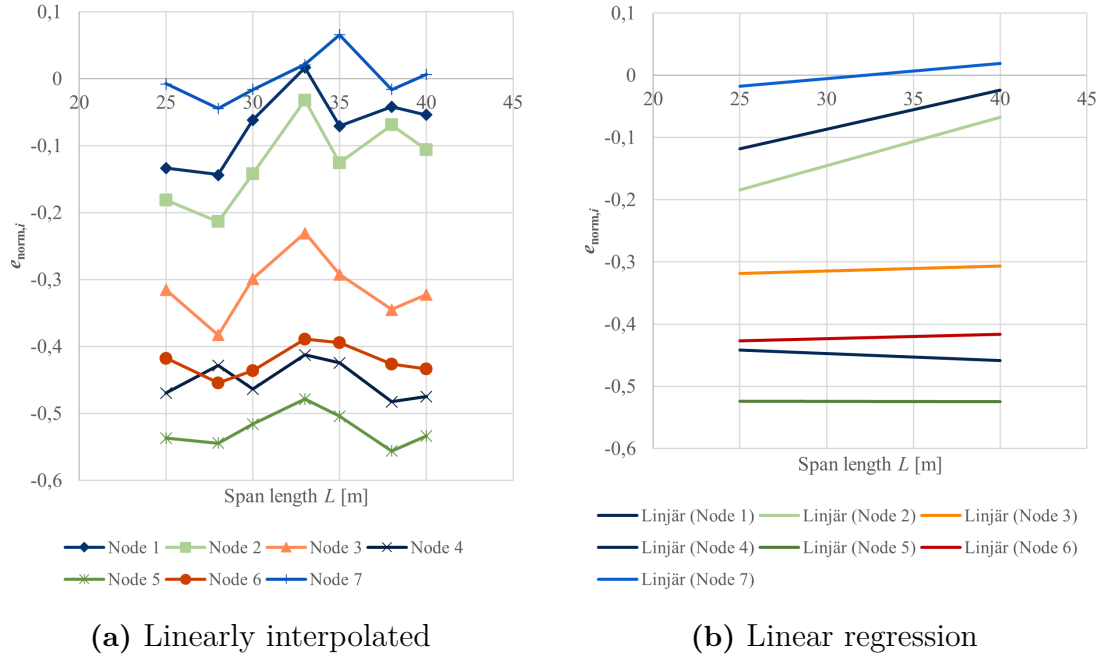 0,1
0
-0,1
-0,2
-0,3
-0,4
-0,5
-0,6
20 25 30 35 40 45
e_norm,i
Span length L [m]
Node 1 Node 2 Node 3 Node 4
Node 5 Node 6 Node 7
(a) Linearly interpolated
0,1
0
-0,1
-0,2
-0,3
-0,4
-0,5
-0,6
20 25 30 35 40 45
e_norm,i
Span length L [m]
Linjär (Node 1) Linjär (Node 2) Linjär (Node 3)
Linjär (Node 4) Linjär (Node 5) Linjär (Node 6)
Linjär (Node 7)
(b) Linear regression